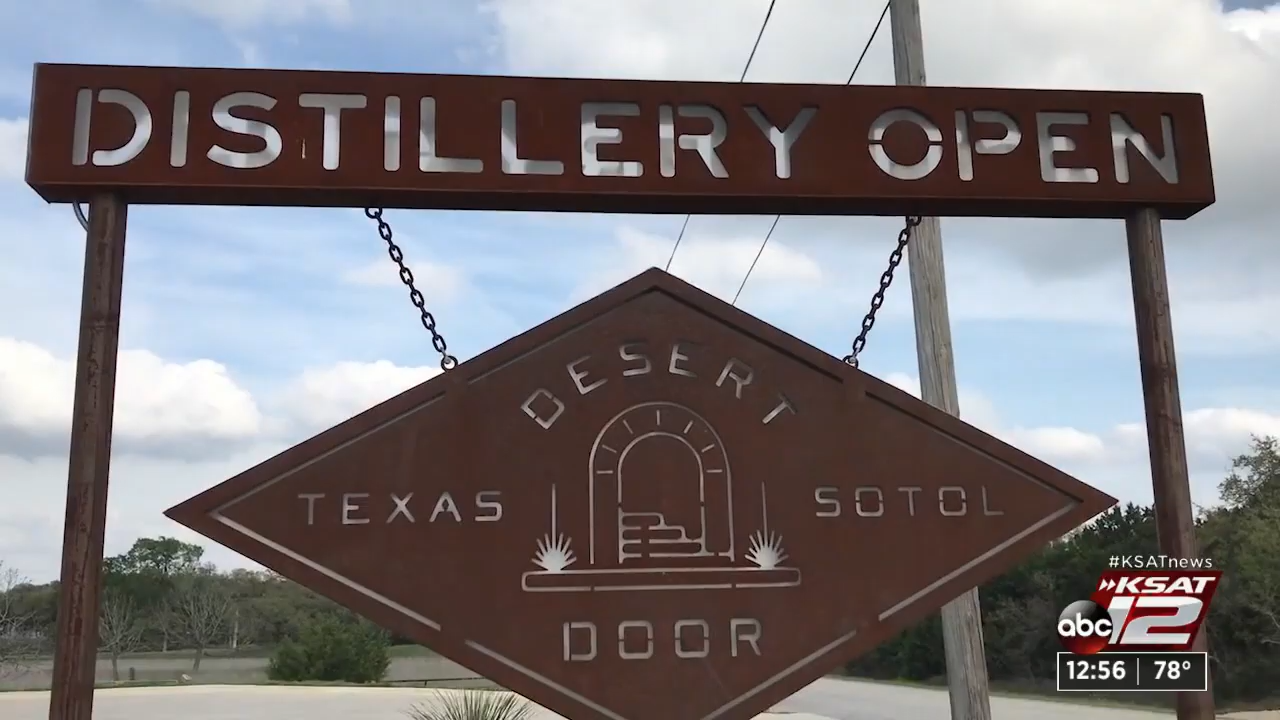 DISTILLERY OPEN
DESERT
TEXAS SOTOL
DOOR
#KSATnews
KSAT
abc 12
12:56 78°